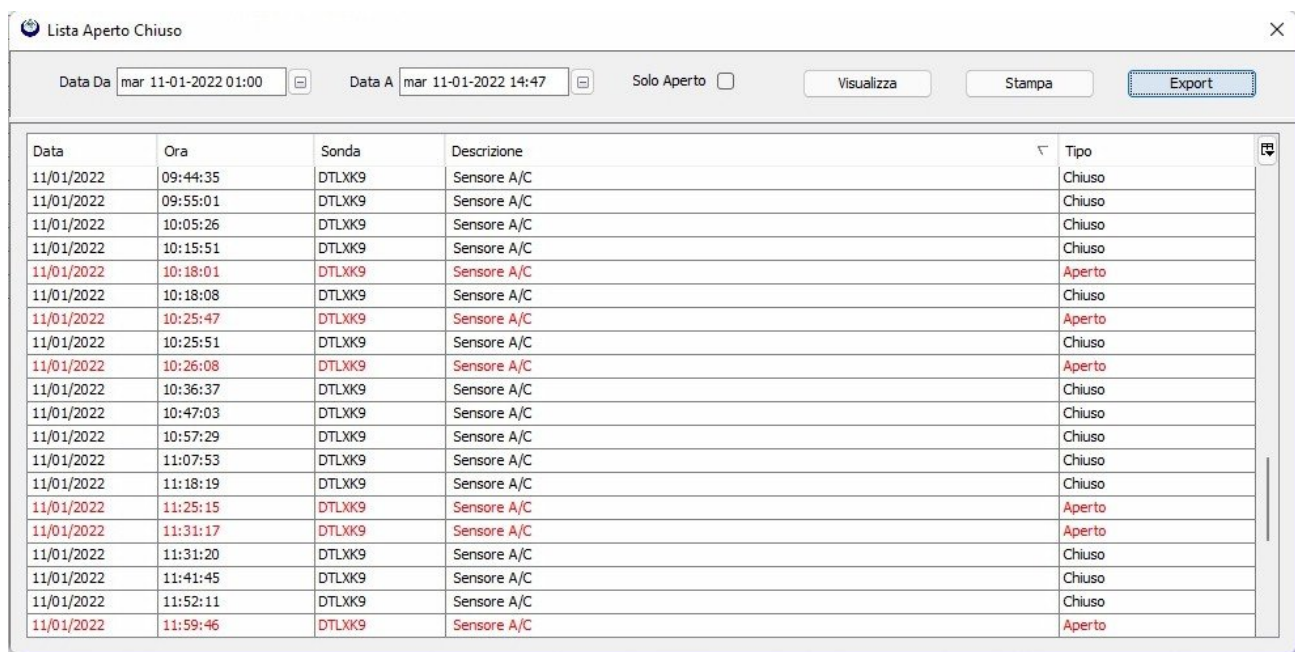 Lista Aperto Chiuso
Data Da mar 11-01-2022 01:00 Data A mar 11-01-2022 14:47 Solo Aperto Visualizza Stampa Export
Data Ora Sonda Descrizione Tipo
11/01/2022 09:44:35 DTLXK9 Sensore A/C Chiuso
11/01/2022 09:55:01 DTLXK9 Sensore A/C Chiuso
11/01/2022 10:05:26 DTLXK9 Sensore A/C Chiuso
11/01/2022 10:15:51 DTLXK9 Sensore A/C Chiuso
11/01/2022 10:18:01 DTLXK9 Sensore A/C Aperto
11/01/2022 10:18:08 DTLXK9 Sensore A/C Chiuso
11/01/2022 10:25:47 DTLXK9 Sensore A/C Aperto
11/01/2022 10:25:51 DTLXK9 Sensore A/C Chiuso
11/01/2022 10:26:08 DTLXK9 Sensore A/C Aperto
11/01/2022 10:36:37 DTLXK9 Sensore A/C Chiuso
11/01/2022 10:47:03 DTLXK9 Sensore A/C Chiuso
11/01/2022 10:57:29 DTLXK9 Sensore A/C Chiuso
11/01/2022 11:07:53 DTLXK9 Sensore A/C Chiuso
11/01/2022 11:18:19 DTLXK9 Sensore A/C Chiuso
11/01/2022 11:25:15 DTLXK9 Sensore A/C Aperto
11/01/2022 11:31:17 DTLXK9 Sensore A/C Aperto
11/01/2022 11:31:20 DTLXK9 Sensore A/C Chiuso
11/01/2022 11:41:45 DTLXK9 Sensore A/C Chiuso
11/01/2022 11:52:11 DTLXK9 Sensore A/C Chiuso
11/01/2022 11:59:46 DTLXK9 Sensore A/C Aperto